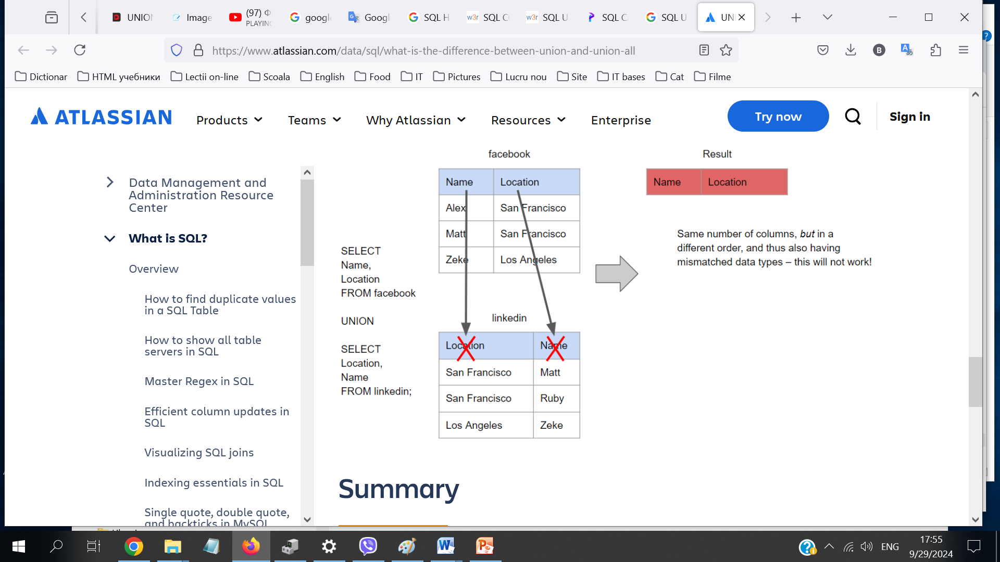 UNION
(97) Ф
PLAYING
Image
googl
Googl
SQL H
w3r SQL C
w3r SQL U
SQL C
SQL U
UNI
https://www.atlassian.com/data/sql/what-is-the-difference-between-union-and-union-all
B
Dictionar
HTML учебники
Lectii on-line
Scoala
English
Food
IT
Pictures
Lucru nou
Site
IT bases
Cat
Filme
ATLASSIAN
Products
Teams
Why Atlassian
Resources
Enterprise
Try now
Sign in
Data Management and
Administration Resource
Center
What is SQL?
Overview
How to find duplicate values
in a SQL Table
How to show all table
servers in SQL
Master Regex in SQL
Efficient column updates in
SQL
Visualizing SQL joins
Indexing essentials in SQL
Single quote, double quote,
and backticks in MySQL
SELECT
Name,
Location
FROM facebook
UNION
SELECT
Location,
Name
FROM linkedin;
facebook
Name Location
Alex San Francisco
Matt San Francisco
Zeke Los Angeles
linkedin
Location Name
San Francisco Matt
San Francisco Ruby
Los Angeles Zeke
Result
Name Location
Same number of columns, but in a
different order, and thus also having
mismatched data types – this will not work!
Summary
ENG
17:55
9/29/2024